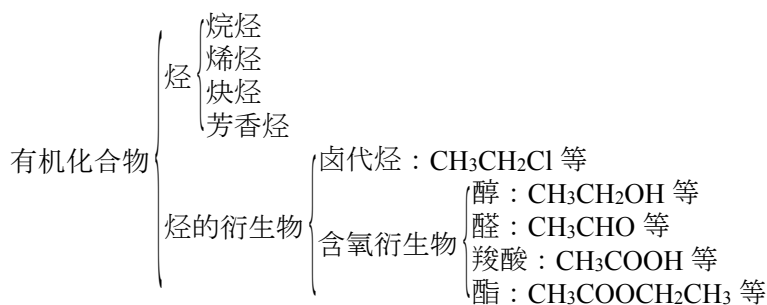 烷烃
烯烃
烃
炔烃
芳香烃
有机化合物
卤代烃：CH₃CH₂Cl 等
醇：CH₃CH₂OH 等
烃的衍生物
醛：CH₃CHO 等
含氧衍生物
羧酸：CH₃COOH 等
酯：CH₃COOCH₂CH₃ 等